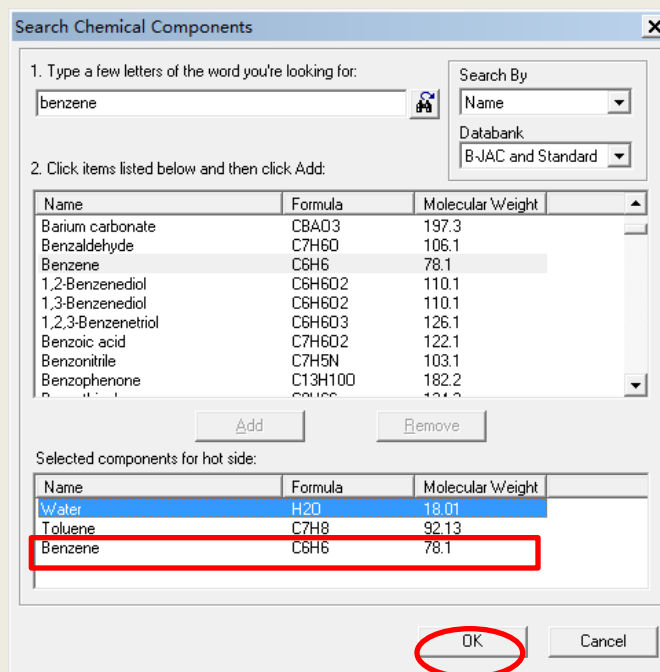 Search Chemical Components
1. Type a few letters of the word you're looking for:
benzene
Search By
Name
Databank
B-JAC and Standard
2. Click items listed below and then click Add:
Name Formula Molecular Weight
Barium carbonate CBAO3 197.3
Benzaldehyde C7H6O 106.1
Benzene C6H6 78.1
1,2-Benzenediol C6H6O2 110.1
1,3-Benzenediol C6H6O2 110.1
1,2,3-Benzenetriol C6H6O3 126.1
Benzoic acid C7H6O2 122.1
Benzonitrile C7H5N 103.1
Benzophenone C13H10O 182.2
Add Remove
Selected components for hot side:
Name Formula Molecular Weight
Water H2O 18.01
Toluene C7H8 92.13
Benzene C6H6 78.1
OK Cancel